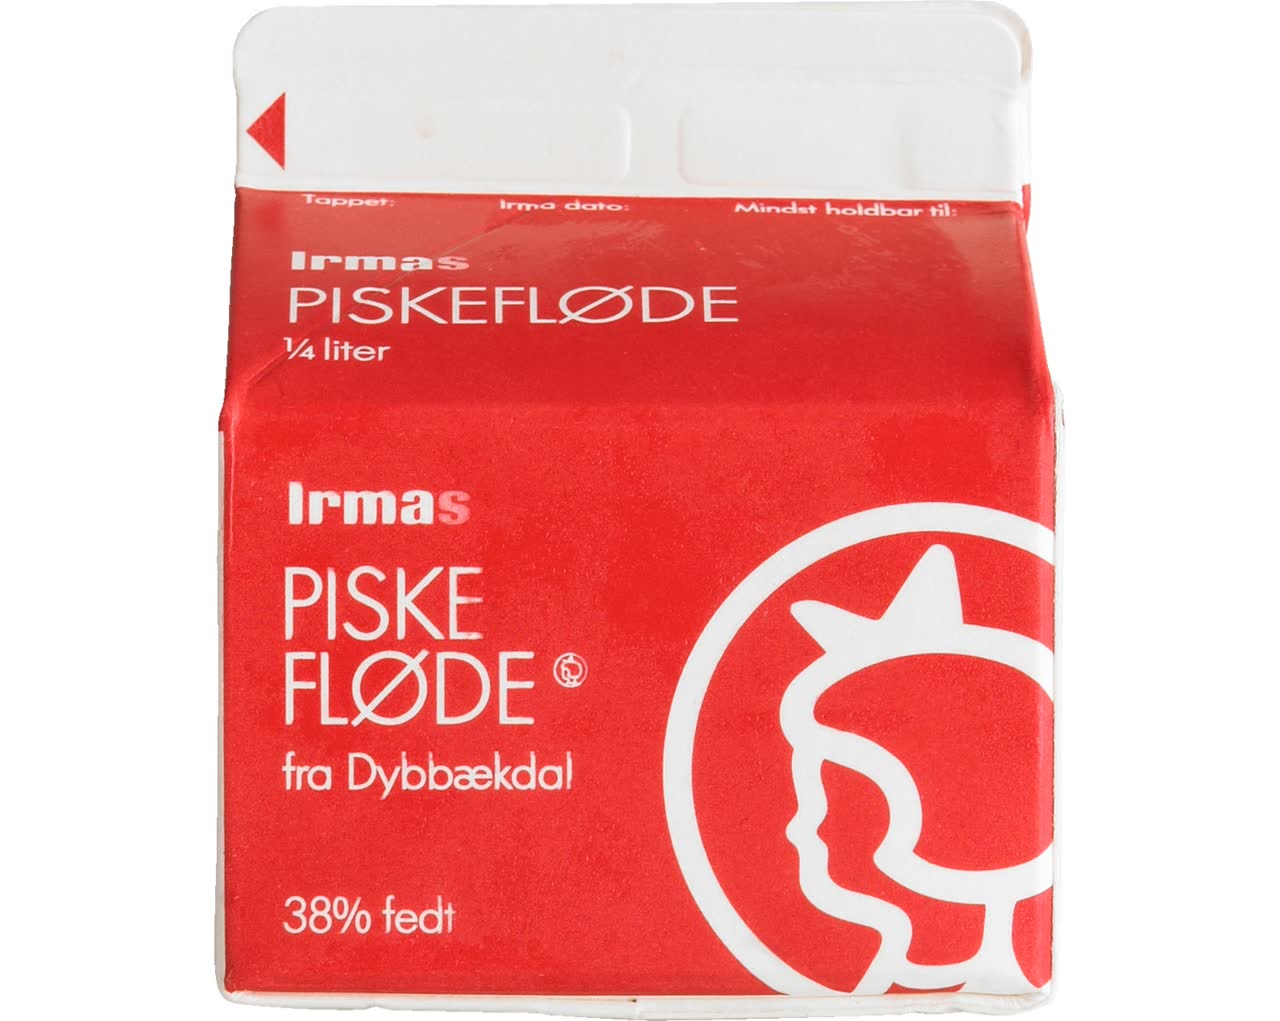 Tappet: Irma dato: Mindst holdbar til:
Irmas
PISKEFLØDE
¼ liter
Irmas
PISKE
FLØDE
fra Dybbækdal
38% fedt